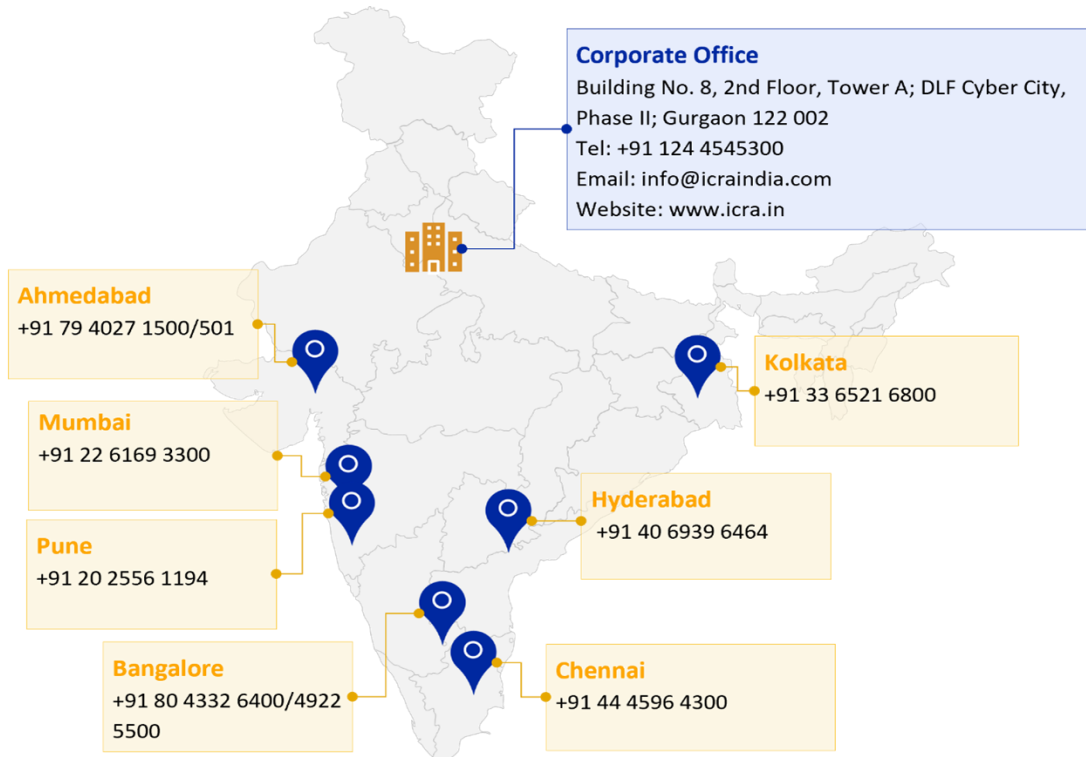 Corporate Office
Building No. 8, 2nd Floor, Tower A; DLF Cyber City,
Phase II; Gurgaon 122 002
Tel: +91 124 4545300
Email: info@icraindia.com
Website: www.icra.in
Ahmedabad
+91 79 4027 1500/501
Kolkata
+91 33 6521 6800
Mumbai
+91 22 6169 3300
Hyderabad
+91 40 6939 6464
Pune
+91 20 2556 1194
Bangalore
+91 80 4332 6400/4922
5500
Chennai
+91 44 4596 4300